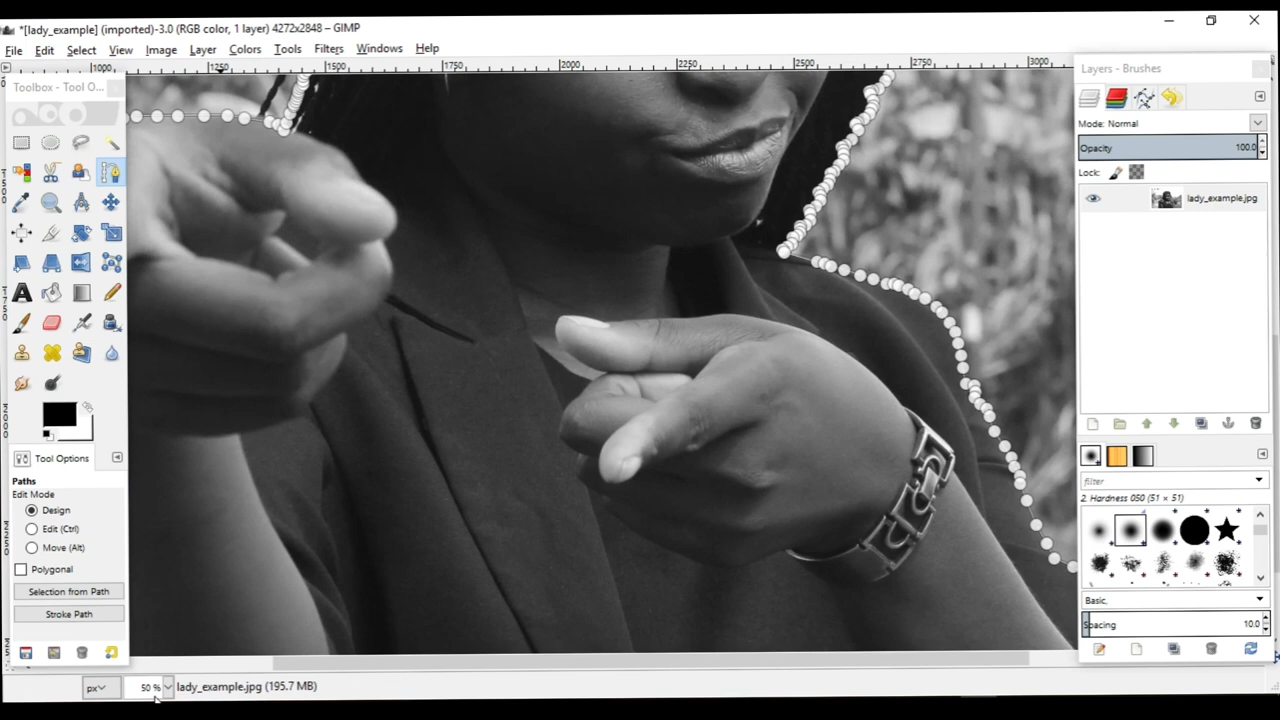 *[lady_example] (imported)-3.0 (RGB color, 1 layer) 4272x2848 – GIMP
File Edit Select View Image Layer Colors Tools Filters Windows Help
1000 1250 1500 1750 2000 2250 2500 2750 3000
Toolbox - Tool O...
Layers - Brushes
Mode: Normal
Opacity 100.0
Lock:
lady_example.jpg
Tool Options
Paths
Edit Mode
Design
Edit (Ctrl)
Move (Alt)
Polygonal
Selection from Path
Stroke Path
filter
2. Hardness 050 (51 × 51)
Basic,
Spacing 10.0
px 50 % lady_example.jpg (195.7 MB)